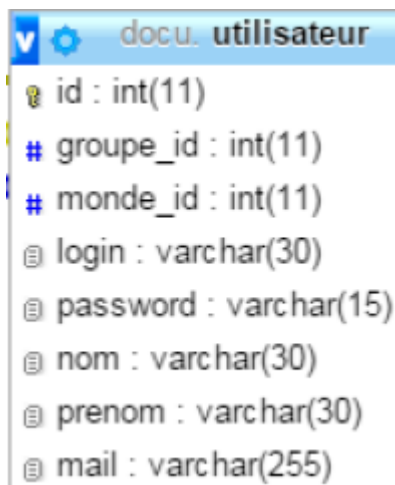 v docu. utilisateur
id : int(11)
# groupe_id : int(11)
# monde_id : int(11)
login : varchar(30)
password : varchar(15)
nom : varchar(30)
prenom : varchar(30)
mail : varchar(255)